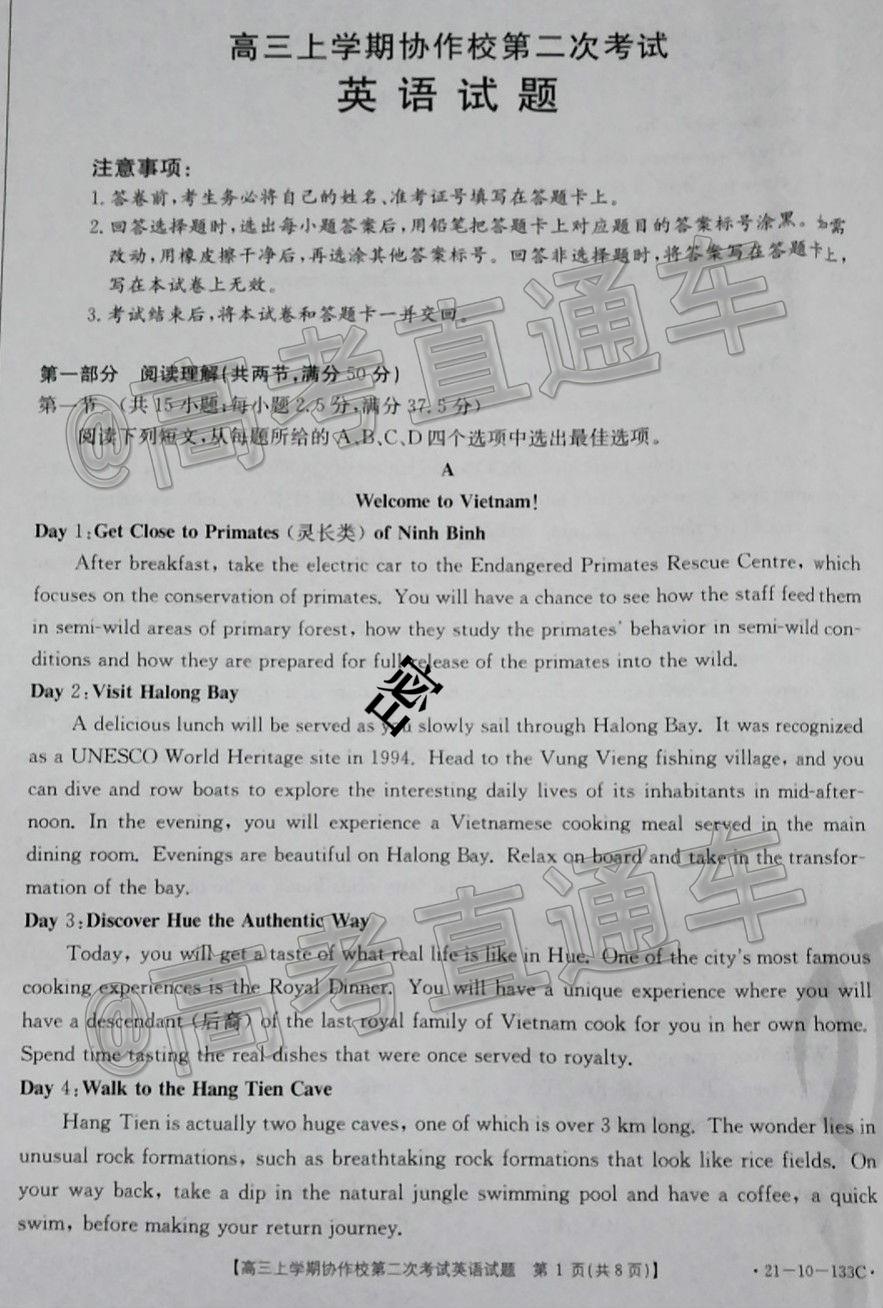 高三上学期协作校第二次考试
英语试题
注意事项:
1. 答卷前,考生务必将自己的姓名、准考证号填写在答题卡上。
2. 回答选择题时,选出每小题答案后,用铅笔把答题卡上对应题目的答案标号涂黑。如需
改动,用橡皮擦干净后,再选涂其他答案标号。回答非选择题时,将答案写在答题卡上,
写在本试卷上无效。
3. 考试结束后,将本试卷和答题卡一并交回。
第一部分 阅读理解(共两节,满分50分)
第一节 (共15小题;每小题2.5分,满分37.5分)
阅读下列短文,从每题所给的A、B、C、D四个选项中选出最佳选项。
A
Welcome to Vietnam!
Day 1:Get Close to Primates (灵长类) of Ninh Binh
After breakfast, take the electric car to the Endangered Primates Rescue Centre, which
focuses on the conservation of primates. You will have a chance to see how the staff feed them
in semi-wild areas of primary forest, how they study the primates' behavior in semi-wild con-
ditions and how they are prepared for full release of the primates into the wild.
Day 2:Visit Halong Bay
A delicious lunch will be served as you slowly sail through Halong Bay. It was recognized
as a UNESCO World Heritage site in 1994. Head to the Vung Vieng fishing village, and you
can dive and row boats to explore the interesting daily lives of its inhabitants in mid-after-
noon. In the evening, you will experience a Vietnamese cooking meal served in the main
dining room. Evenings are beautiful on Halong Bay. Relax on board and take in the transfor-
mation of the bay.
Day 3:Discover Hue the Authentic Way
Today, you will get a taste of what real life is like in Hue. One of the city's most famous
cooking experiences is the Royal Dinner. You will have a unique experience where you will
have a descendant (后裔) of the last royal family of Vietnam cook for you in her own home.
Spend time tasting the real dishes that were once served to royalty.
Day 4:Walk to the Hang Tien Cave
Hang Tien is actually two huge caves, one of which is over 3 km long. The wonder lies in
unusual rock formations, such as breathtaking rock formations that look like rice fields. On
your way back, take a dip in the natural jungle swimming pool and have a coffee, a quick
swim, before making your return journey.
【高三上学期协作校第二次考试英语试题 第1页(共8页)】
·21-10-133C·
密
@高考直通车
@高考直通车